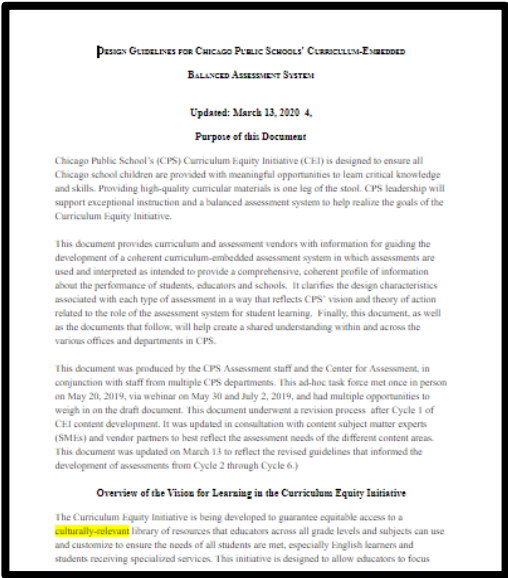 DESIGN GUIDELINES FOR CHICAGO PUBLIC SCHOOLS' CURRICULUM-EMBEDDED
BALANCED ASSESSMENT SYSTEM
Updated: March 13, 2020 4,
Purpose of this Document
Chicago Public School's (CPS) Curriculum Equity Initiative (CEI) is designed to ensure all
Chicago school children are provided with meaningful opportunities to learn critical knowledge
and skills. Providing high-quality curricular materials is one leg of the stool. CPS leadership will
support exceptional instruction and a balanced assessment system to help realize the goals of the
Curriculum Equity Initiative.
This document provides curriculum and assessment vendors with information for guiding the
development of a coherent curriculum-embedded assessment system in which assessments are
used and interpreted as intended to provide a comprehensive, coherent profile of information
about the performance of students, educators and schools. It clarifies the design characteristics
associated with each type of assessment in a way that reflects CPS' vision and theory of action
related to the role of the assessment system for student learning. Finally, this document, as well
as the documents that follow, will help create a shared understanding within and across the
various offices and departments in CPS.
This document was produced by the CPS Assessment staff and the Center for Assessment, in
conjunction with staff from multiple CPS departments. This ad-hoc task force met once in person
on May 20, 2019, via webinar on May 30 and July 2, 2019, and had multiple opportunities to
weigh in on the draft document. This document underwent a revision process after Cycle 1 of
CEI content development. It was updated in consultation with content subject matter experts
(SMEs) and vendor partners to best reflect the assessment needs of the different content areas.
This document was updated on March 13 to reflect the revised guidelines that informed the
development of assessments from Cycle 2 through Cycle 6.)
Overview of the Vision for Learning in the Curriculum Equity Initiative
The Curriculum Equity Initiative is being developed to guarantee equitable access to a
culturally-relevant library of resources that educators across all grade levels and subjects can use
and customize to ensure the needs of all students are met, especially English learners and
students receiving specialized services. This initiative is designed to allow educators to focus